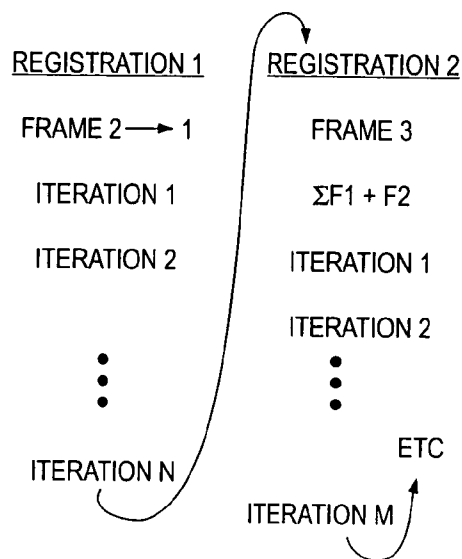 REGISTRATION 1
FRAME 2 → 1
ITERATION 1
ITERATION 2
ITERATION N
REGISTRATION 2
FRAME 3
ΣF1 + F2
ITERATION 1
ITERATION 2
ITERATION M
ETC